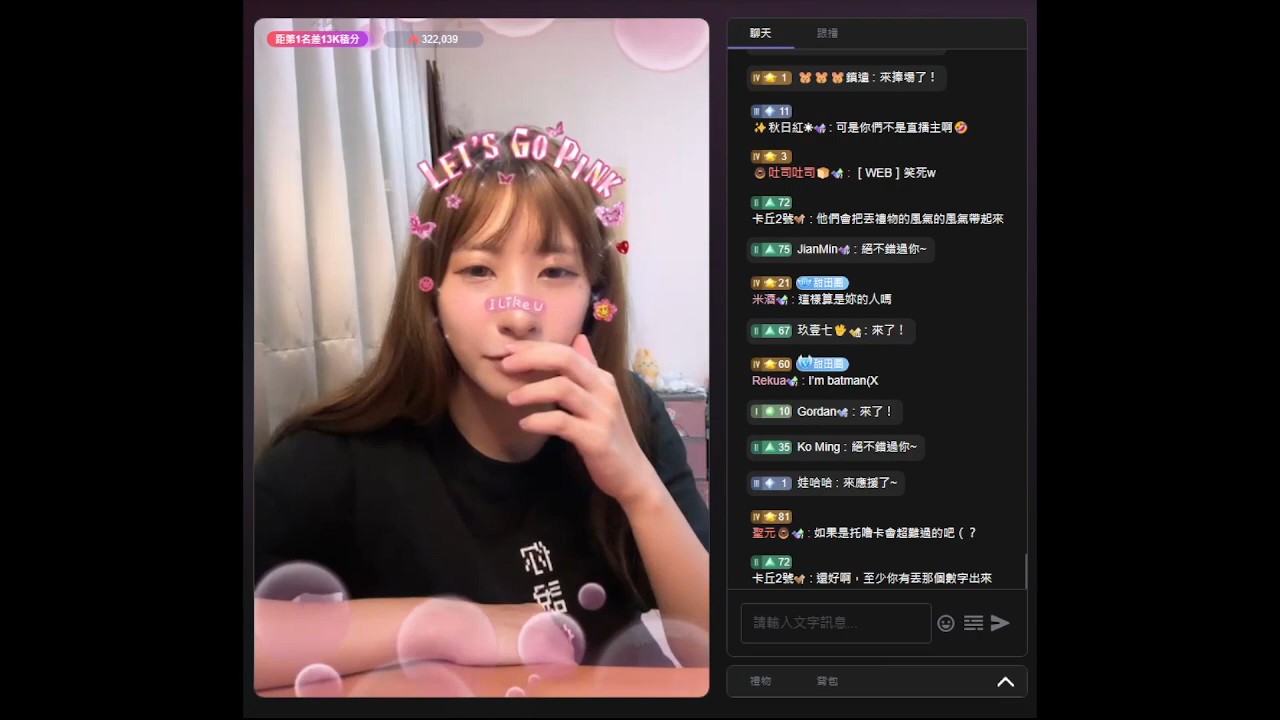 距第1名差13K積分
322,039
LET'S GO PINK
I Like U
聊天
跟播
IV 1 鎮遠 : 來捧場了！
III 11
秋日紅 : 可是你們不是直播主啊
IV 3
吐司吐司 : [ WEB ] 笑死w
II 72
卡丘2號 : 他們會把丟禮物的風氣的風氣帶起來
II 75 JianMin : 絕不錯過你~
IV 21 甜田圈
米酒 : 這樣算是妳的人嗎
II 67 玖壹七 : 來了！
IV 60 V 甜田圈
Rekua : I'm batman(X
I 10 Gordan : 來了！
II 35 Ko Ming : 絕不錯過你~
III 1 娃哈哈 : 來應援了~
IV 81
聖元 : 如果是托嚕卡會超難過的吧（ ？
II 72
卡丘2號 : 還好啊，至少你有丟那個數字出來
請輸入文字訊息...
禮物
背包